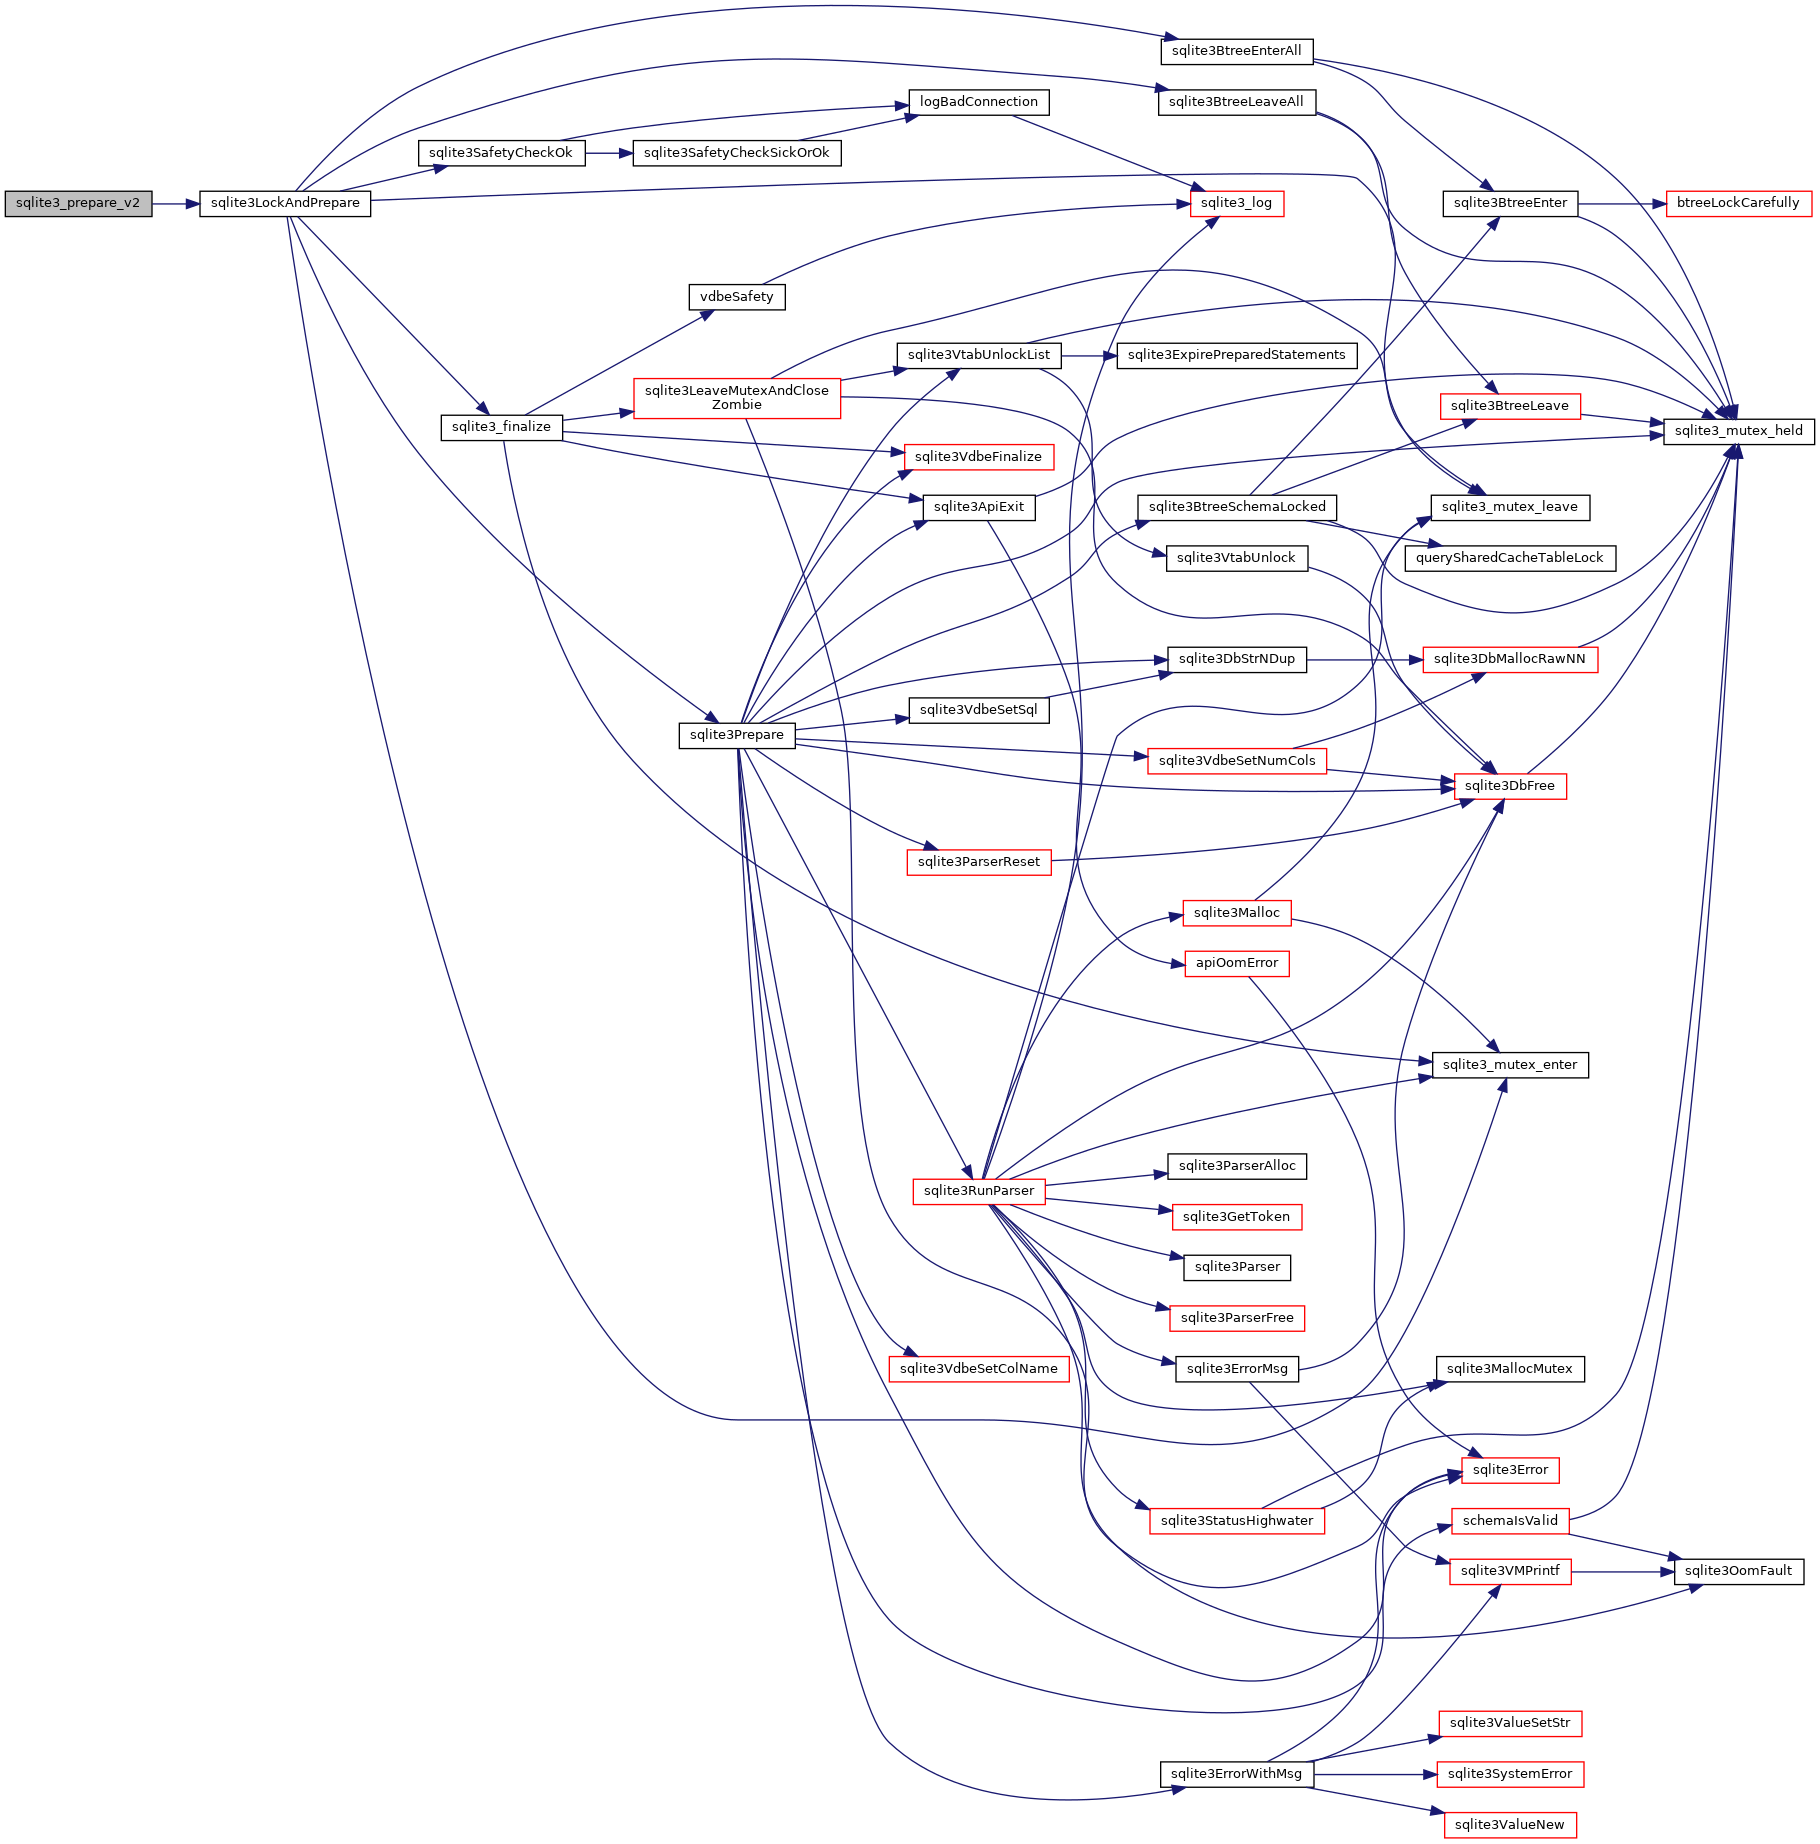 sqlite3BtreeEnterAll
logBadConnection
sqlite3BtreeLeaveAll
sqlite3SafetyCheckOk
sqlite3SafetyCheckSickOrOk
sqlite3_prepare_v2
sqlite3LockAndPrepare
sqlite3_log
sqlite3BtreeEnter
btreeLockCarefully
vdbeSafety
sqlite3VtabUnlockList
sqlite3ExpirePreparedStatements
sqlite3LeaveMutexAndClose
Zombie
sqlite3BtreeLeave
sqlite3_finalize
sqlite3_mutex_held
sqlite3VdbeFinalize
sqlite3ApiExit
sqlite3BtreeSchemaLocked
sqlite3_mutex_leave
sqlite3VtabUnlock
querySharedCacheTableLock
sqlite3DbStrNDup
sqlite3DbMallocRawNN
sqlite3VdbeSetSql
sqlite3Prepare
sqlite3VdbeSetNumCols
sqlite3DbFree
sqlite3ParserReset
sqlite3Malloc
apiOomError
sqlite3_mutex_enter
sqlite3ParserAlloc
sqlite3RunParser
sqlite3GetToken
sqlite3Parser
sqlite3ParserFree
sqlite3VdbeSetColName
sqlite3ErrorMsg
sqlite3MallocMutex
sqlite3Error
sqlite3StatusHighwater
schemaIsValid
sqlite3VMPrintf
sqlite3OomFault
sqlite3ValueSetStr
sqlite3ErrorWithMsg
sqlite3SystemError
sqlite3ValueNew